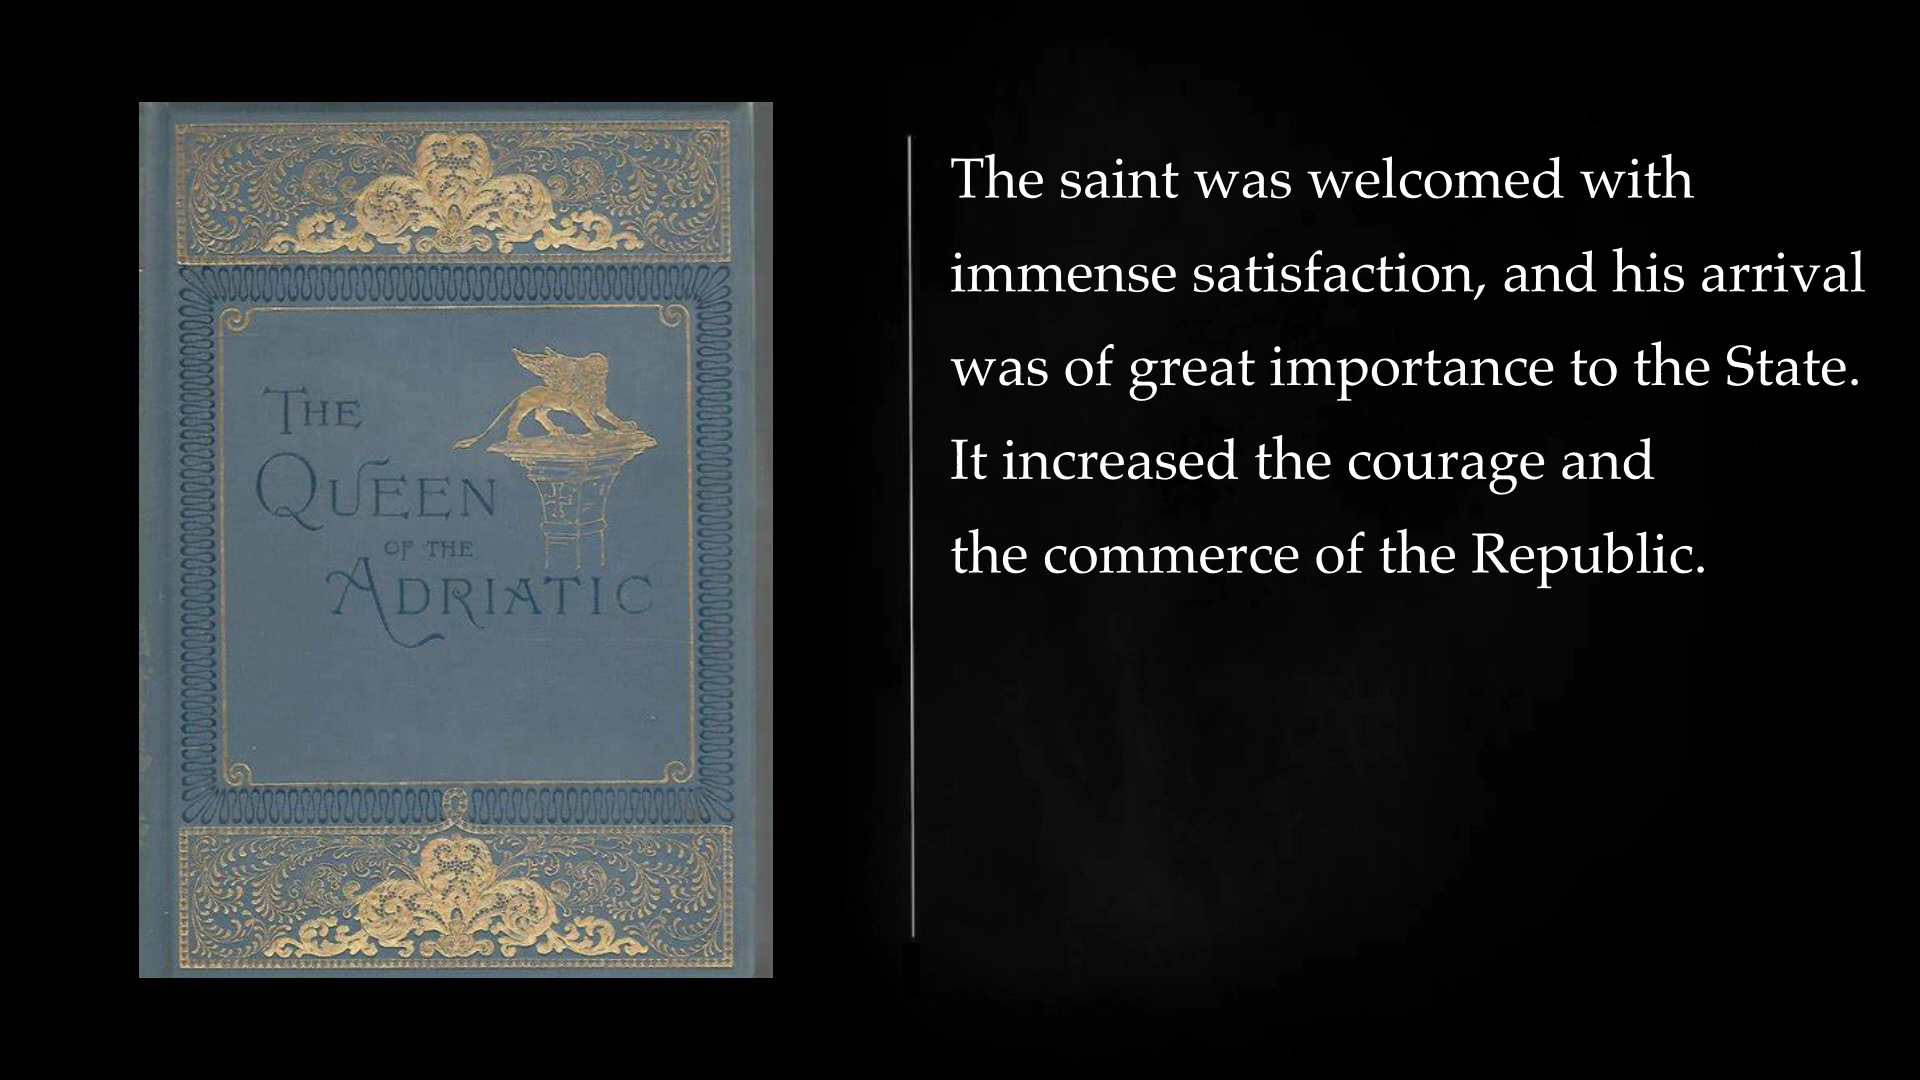 THE
QUEEN
OF THE
ADRIATIC
The saint was welcomed with
immense satisfaction, and his arrival
was of great importance to the State.
It increased the courage and
the commerce of the Republic.